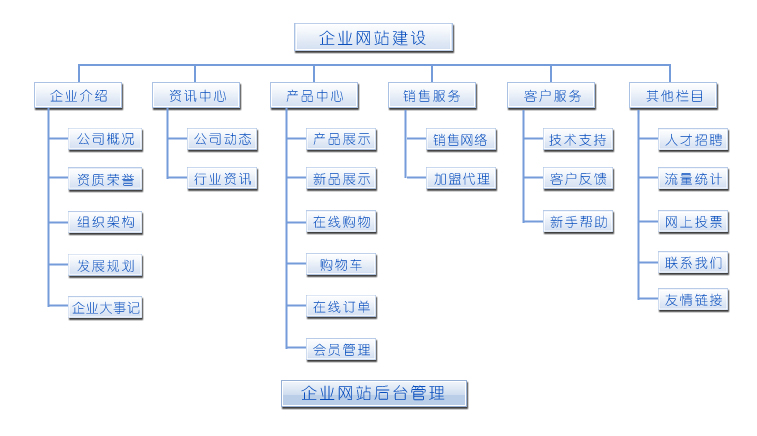 企业网站建设
企业介绍
资讯中心
产品中心
销售服务
客户服务
其他栏目
公司概况
资质荣誉
组织架构
发展规划
企业大事记
公司动态
行业资讯
产品展示
新品展示
在线购物
购物车
在线订单
会员管理
销售网络
加盟代理
技术支持
客户反馈
新手帮助
人才招聘
流量统计
网上投票
联系我们
友情链接
企业网站后台管理